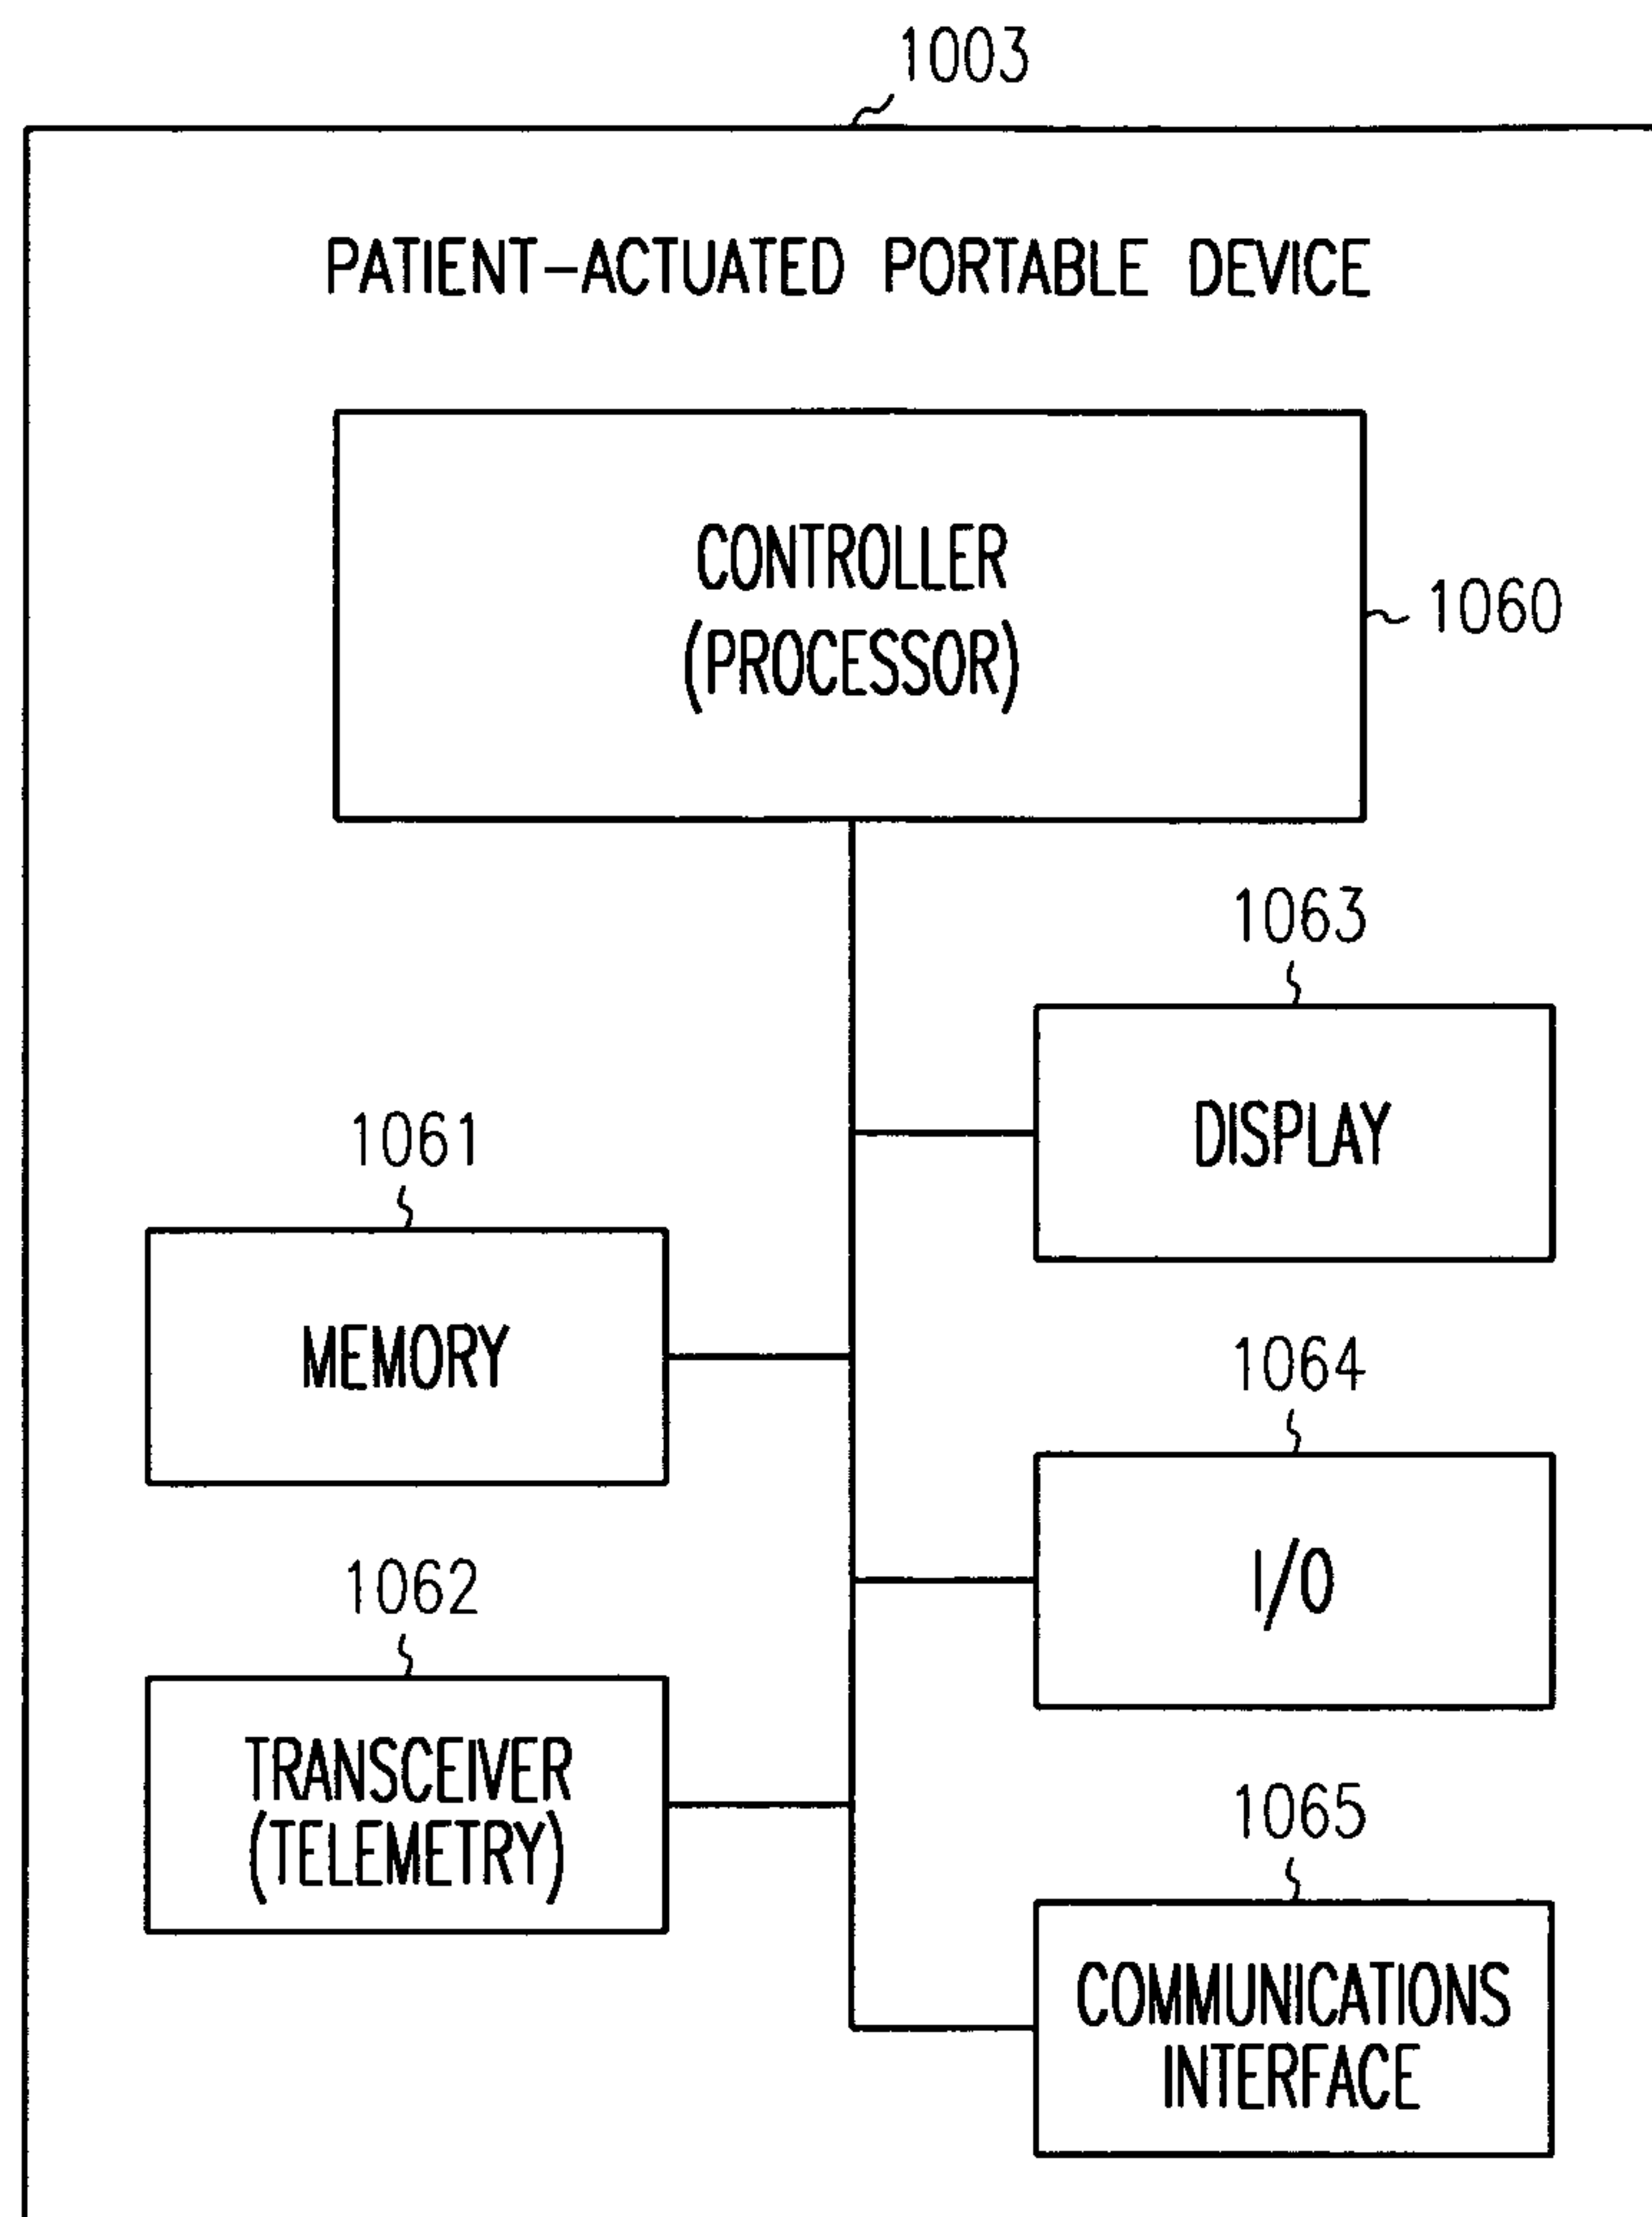 1003
PATIENT-ACTUATED PORTABLE DEVICE
CONTROLLER
(PROCESSOR)
1060
1063
DISPLAY
1061
MEMORY
1064
I/O
1062
TRANSCEIVER
(TELEMETRY)
1065
COMMUNICATIONS
INTERFACE